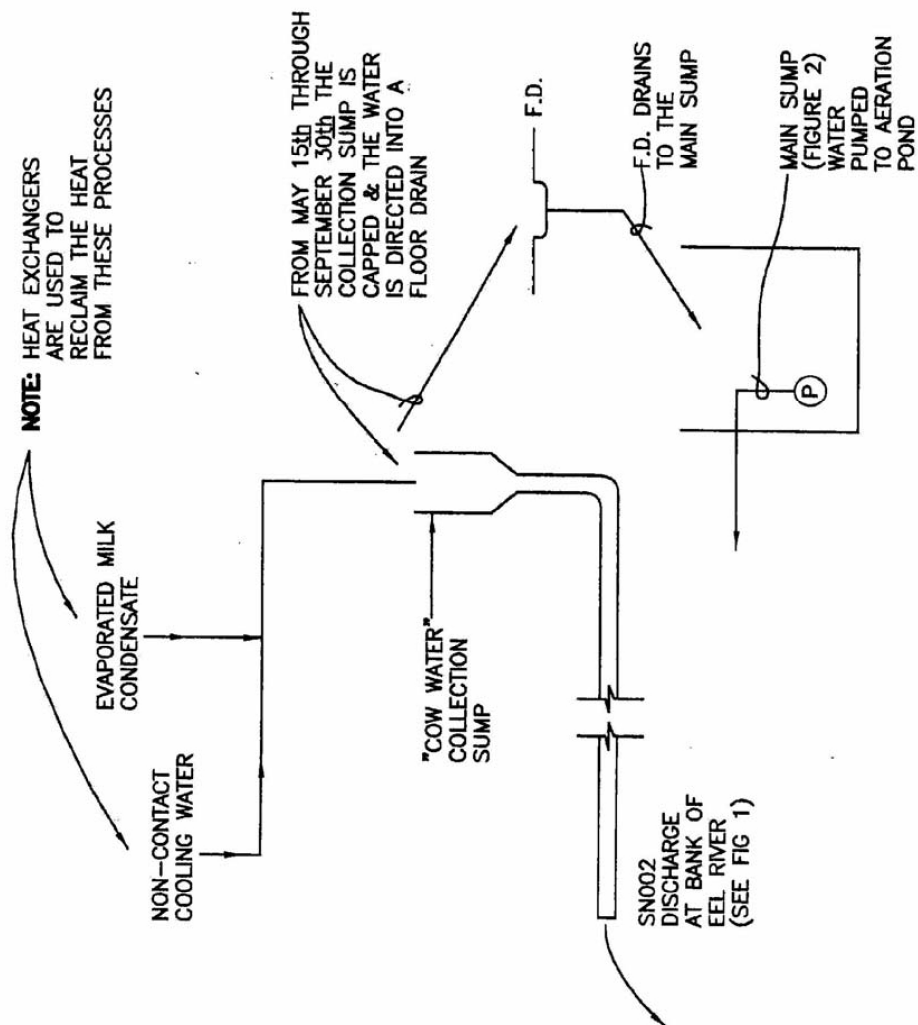 NOTE: HEAT EXCHANGERS
ARE USED TO
RECLAIM THE HEAT
FROM THESE PROCESSES
EVAPORATED MILK
CONDENSATE
NON-CONTACT
COOLING WATER
FROM MAY 15th THROUGH
SEPTEMBER 30th THE
COLLECTION SUMP IS
CAPPED & THE WATER
IS DIRECTED INTO A
FLOOR DRAIN
"COW WATER"
COLLECTION
SUMP
F.D.
F.D. DRAINS
TO THE
MAIN SUMP
SN002
DISCHARGE
AT BANK OF
EEL RIVER
(SEE FIG 1)
P
MAIN SUMP
(FIGURE 2)
WATER
PUMPED
TO AERATION
POND